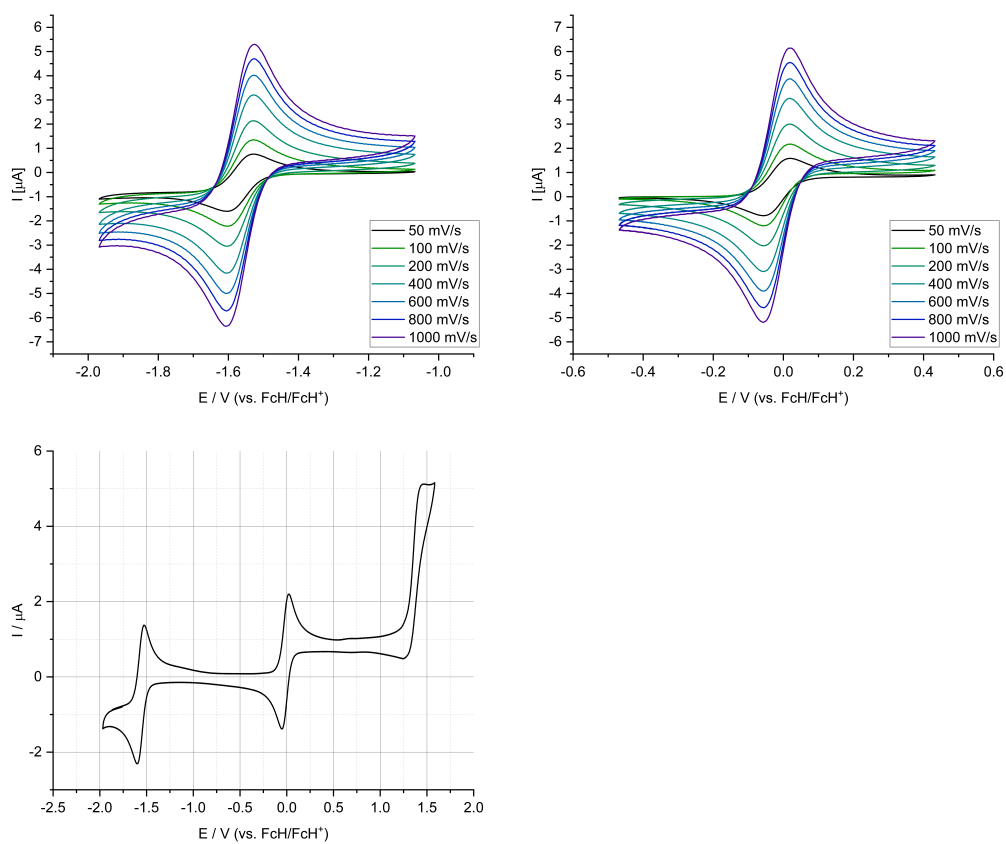 6
5
4
3
2
1
0
-1
-2
-3
-4
-5
-6
-7
I [µA]
50 mV/s
100 mV/s
200 mV/s
400 mV/s
600 mV/s
800 mV/s
1000 mV/s
-2.0 -1.8 -1.6 -1.4 -1.2 -1.0
E / V (vs. FcH/FcH⁺)
7
6
5
4
3
2
1
0
-1
-2
-3
-4
-5
-6
I [µA]
50 mV/s
100 mV/s
200 mV/s
400 mV/s
600 mV/s
800 mV/s
1000 mV/s
-0.6 -0.4 -0.2 0.0 0.2 0.4 0.6
E / V (vs. FcH/FcH⁺)
6
4
2
0
-2
I / µA
-2.5 -2.0 -1.5 -1.0 -0.5 0.0 0.5 1.0 1.5 2.0
E / V (vs. FcH/FcH⁺)